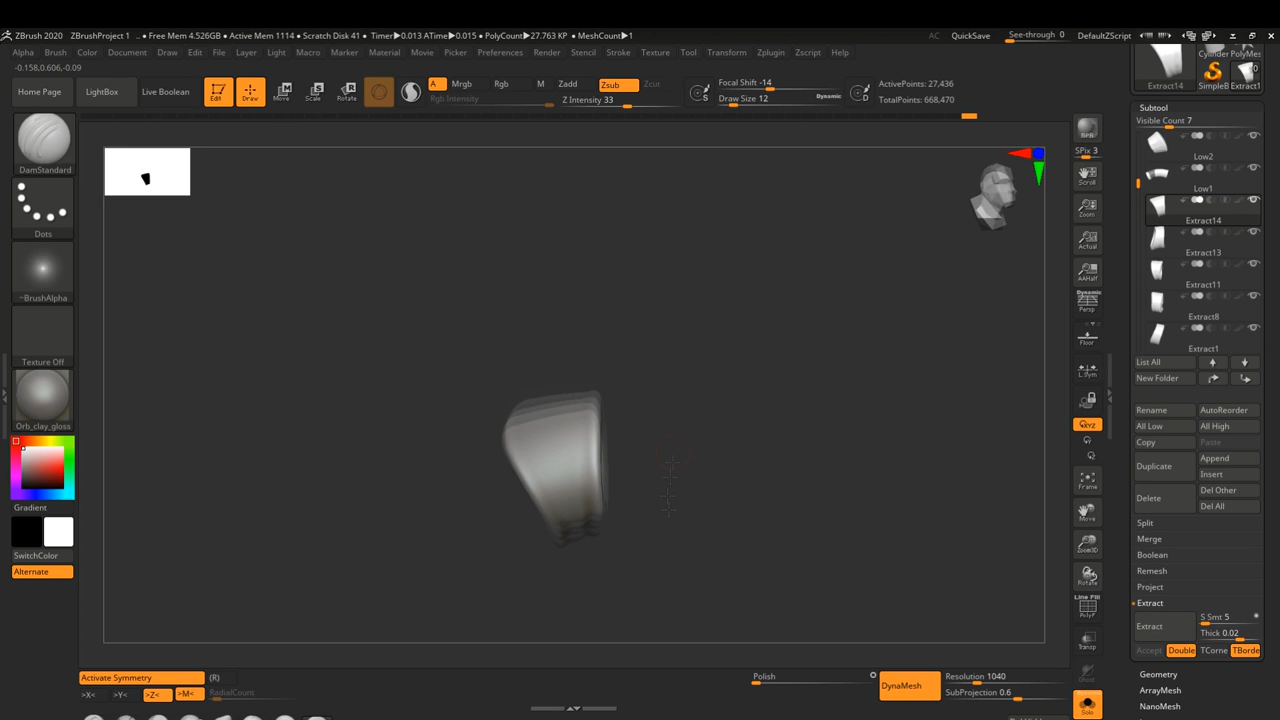 ZBrush 2020 ZBrushProject 1 .. • Free Mem 4.526GB • Active Mem 1114 • Scratch Disk 41 • Timer▶0.013 ATime▶0.015 • PolyCount▶27.763 KP • MeshCount▶1 AC QuickSave See-through 0 DefaultZScript
Alpha Brush Color Document Draw Edit File Layer Light Macro Marker Material Movie Picker Preferences Render Stencil Stroke Texture Tool Transform Zplugin Zscript Help
-0.158,0.606,-0.09
Home Page LightBox Live Boolean Edit Draw Move Scale Rotate A Mrgb Rgb M Zadd Zsub Zcut Focal Shift -14 ActivePoints: 27,436
Rgb Intensity Z Intensity 33 Draw Size 12 Dynamic TotalPoints: 668,470
S D
DamStandard
Dots
~BrushAlpha
Texture Off
Orb_clay_gloss
Gradient
SwitchColor
Alternate
BPR
SPix 3
Scroll
Zoom
Actual
AAHalf
Dynamic
Persp
Floor
L.Sym
XYZ
Frame
Move
Zoom3D
Rotate
Line Fill
PolyF
Transp
Ghost
Solo
Cylinder PolyMes
Extract14 SimpleB Extract1
Subtool
Visible Count 7
Low2
Low1
Extract14
Extract13
Extract11
Extract8
Extract1
List All
New Folder
Rename AutoReorder
All Low All High
Copy Paste
Duplicate Append
Insert
Delete Del Other
Del All
Split
Merge
Boolean
Remesh
Project
Extract
Extract S Smt 5
Thick 0.02
Accept Double TCorne TBorde
Geometry
ArrayMesh
NanoMesh
Activate Symmetry (R)
>X< >Y< >Z< >M< RadialCount
Polish DynaMesh Resolution 1040
SubProjection 0.6